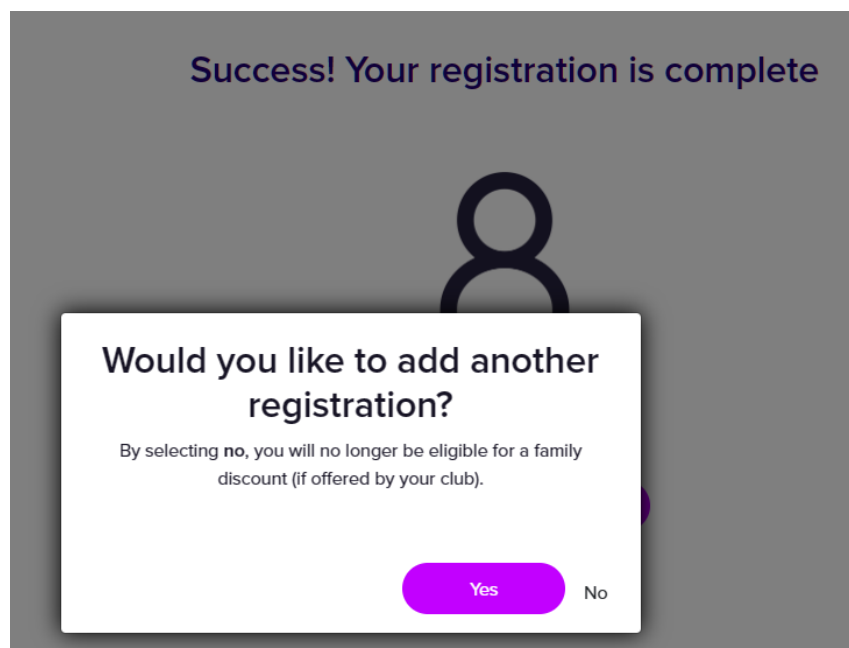 Success! Your registration is complete
Would you like to add another
registration?
By selecting no, you will no longer be eligible for a family
discount (if offered by your club).
Yes
No